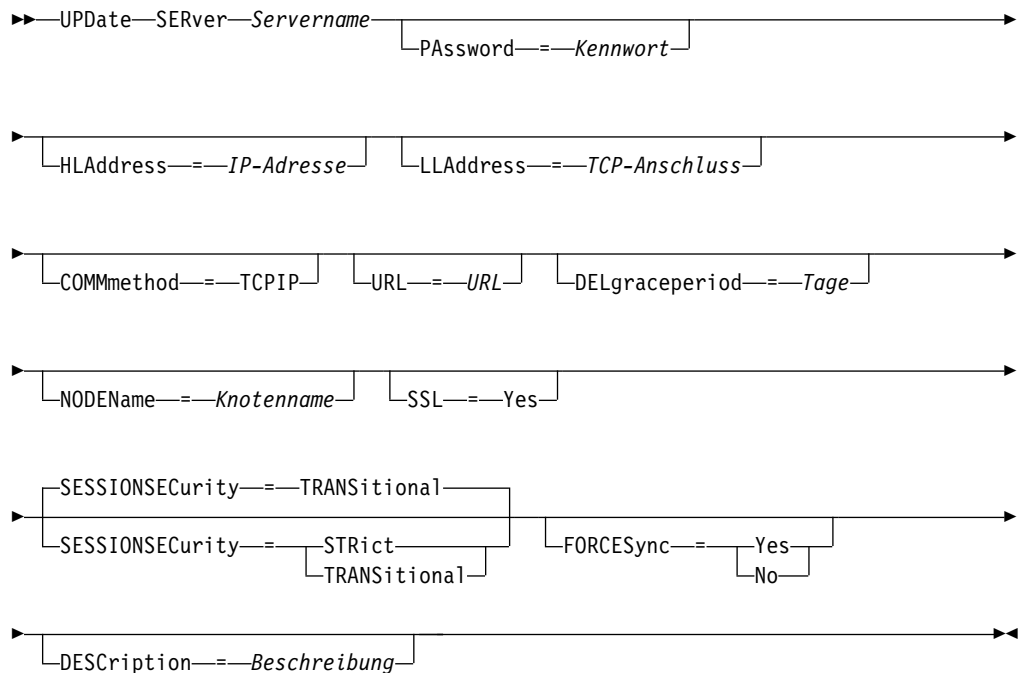 UPDate SERver Servername
PAssword = Kennwort
HLAddress = IP-Adresse LLAddress = TCP-Anschluss
COMMmethod = TCPIP URL = URL DELgraceperiod = Tage
NODEName = Knotenname SSL = Yes
SESSIONSECurity = TRANSitional
SESSIONSECurity = STRict FORCESync = Yes
TRANSitional No
DESCription = Beschreibung